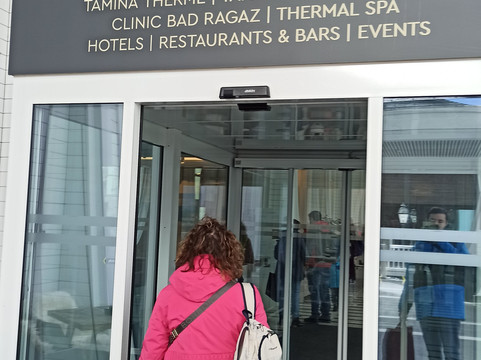 TAMINA THERME |
CLINIC BAD RAGAZ | THERMAL SPA
HOTELS | RESTAURANTS & BARS | EVENTS